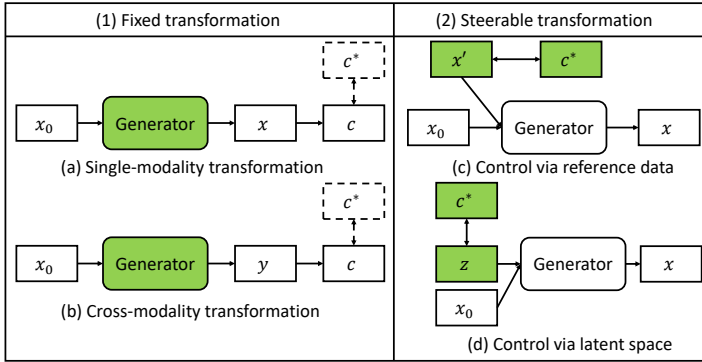 (1) Fixed transformation
c*
x₀ Generator x c
(a) Single-modality transformation
c*
x₀ Generator y c
(b) Cross-modality transformation
(2) Steerable transformation
x′ c*
x₀ Generator x
(c) Control via reference data
c*
z Generator x
x₀
(d) Control via latent space